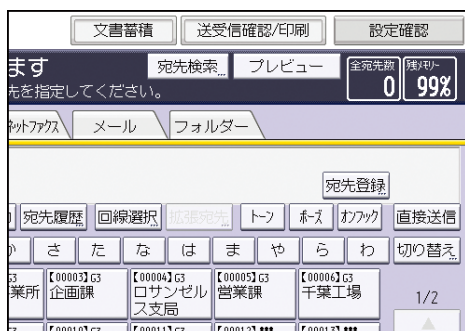 文書蓄積 送受信確認/印刷 設定確認
ます 宛先検索 プレビュー 全宛先数 残メモリー
先を指定してください。 0 99%
ネットファクス メール フォルダー
宛先登録
宛先履歴 回線選択 拡張宛先 トーン ポーズ オンフック 直接送信
か さ た な は ま や ら わ 切り替え
G3 【00003】G3 【00004】G3 【00005】G3 【00006】G3
業所 企画課 ロサンゼルス支局 営業課 千葉工場 1/2